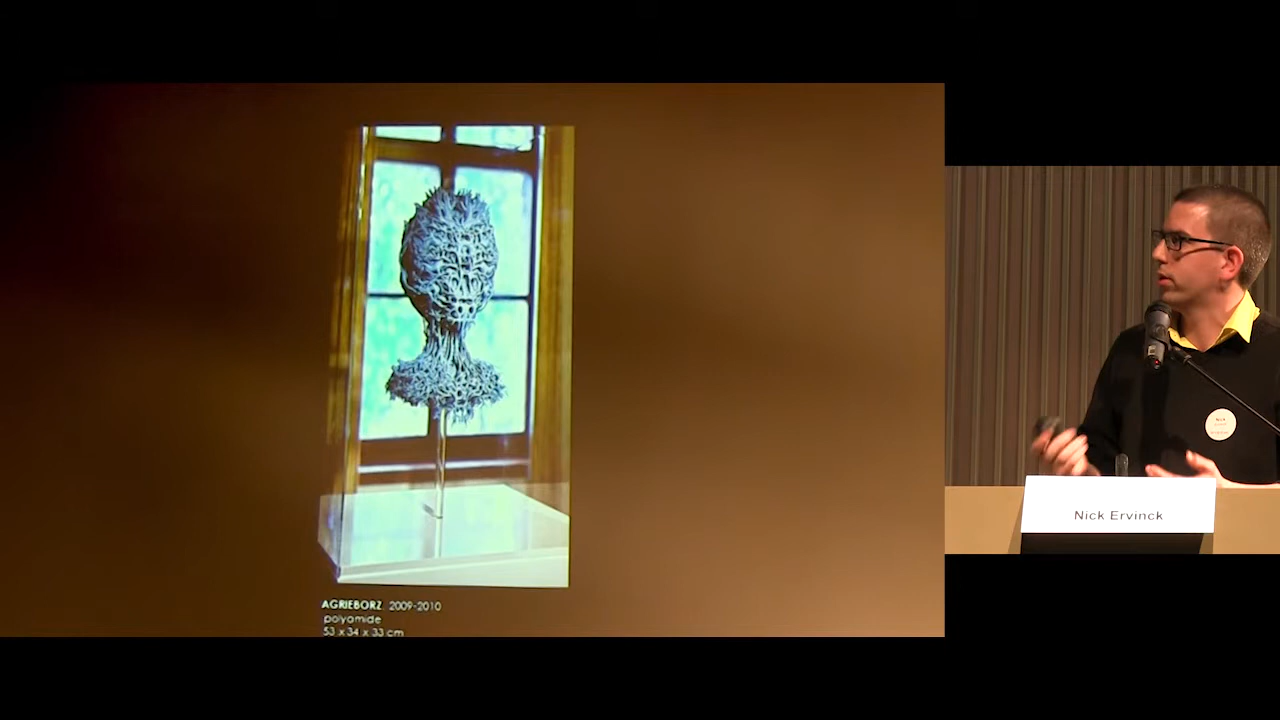 AGRIEBORZ 2009-2010
polyamide
53 x 34 x 33 cm
Nick Ervinck